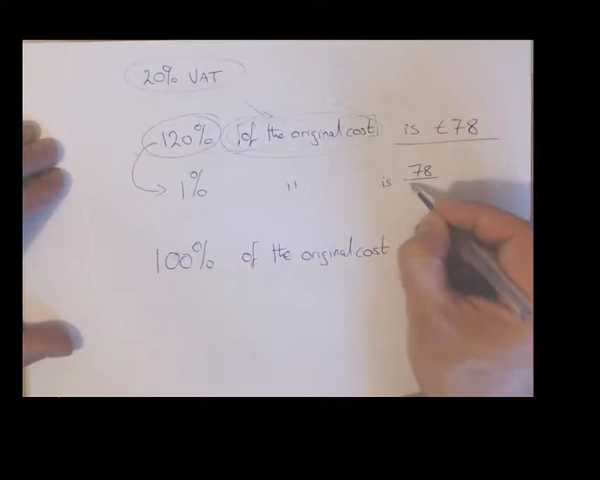 20% VAT
120% of the original cost is £78
1% " is 78
100% of the original cost